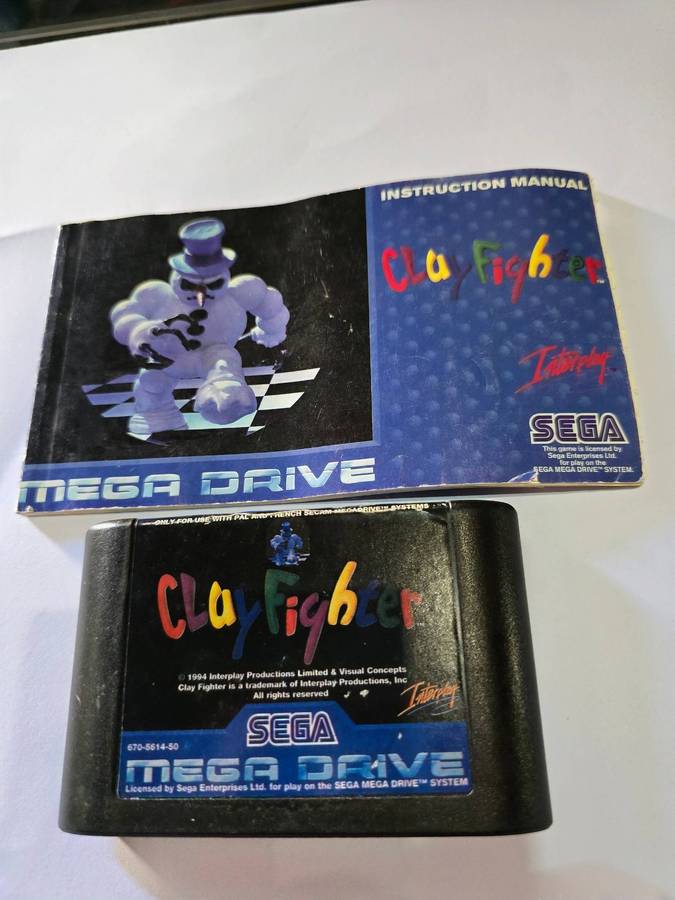 INSTRUCTION MANUAL
ClayFighter™
Interplay™
SEGA
This game is licensed by
Sega Enterprises Ltd.
for play on the
SEGA MEGA DRIVE™ SYSTEM.
MEGA DRIVE
ONLY FOR USE WITH PAL AND FRENCH SECAM MEGADRIVE™ SYSTEMS
ClayFighter
© 1994 Interplay Productions Limited & Visual Concepts
Clay Fighter is a trademark of Interplay Productions, Inc
All rights reserved
Interplay
SEGA
670-5614-50
MEGA DRIVE
Licensed by Sega Enterprises Ltd. for play on the SEGA MEGA DRIVE™ SYSTEM